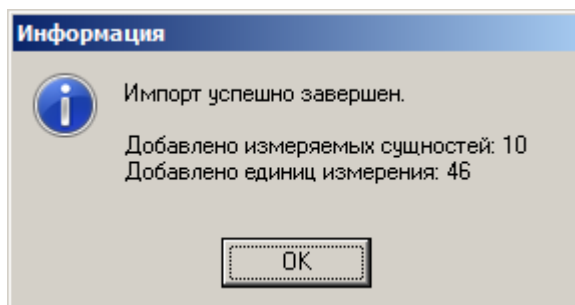 Информация
Импорт успешно завершен.
Добавлено измеряемых сущностей: 10
Добавлено единиц измерения: 46
OK